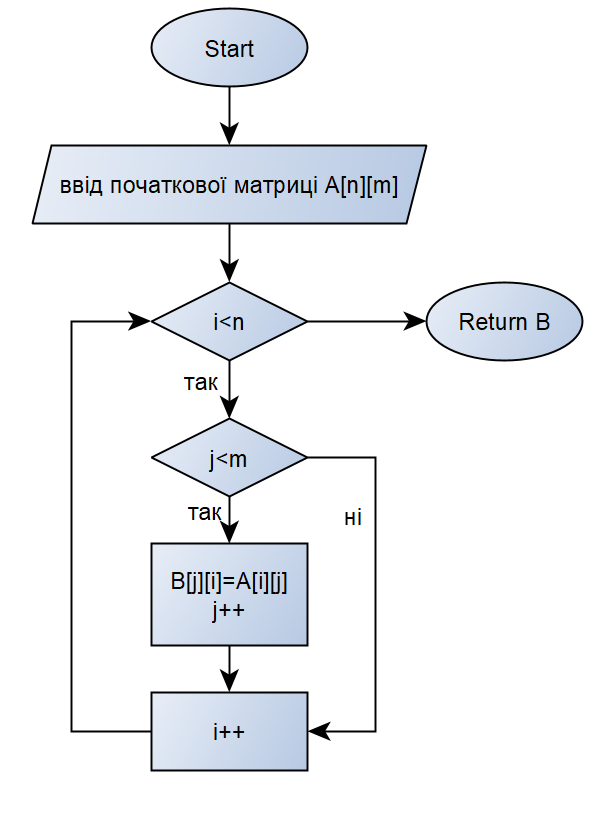 Start
ввід початкової матриці A[n][m]
i<n
Return B
так
j<m
так
ні
B[j][i]=A[i][j]
j++
i++